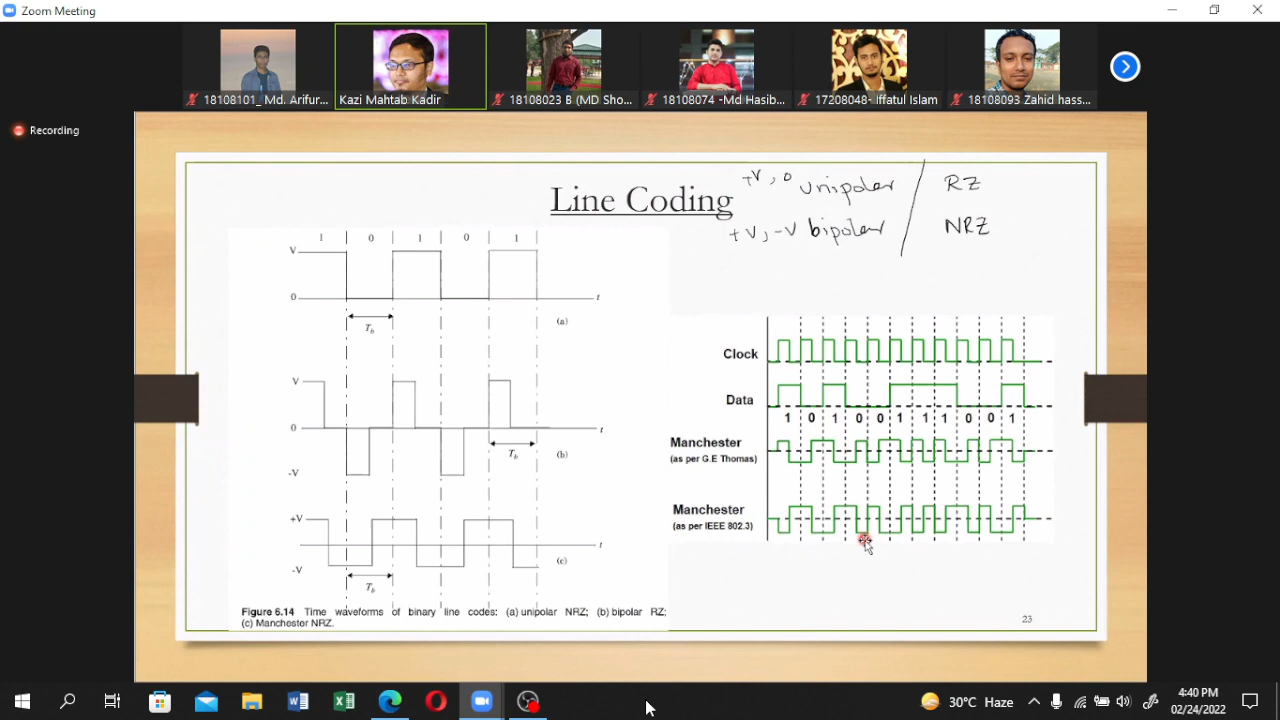 Zoom Meeting
18108101_ Md. Arifur...
Kazi Mahtab Kadir
18108023 B (MD Sho...
18108074 -Md Hasib...
17208048- Iffatul Islam
18108093 Zahid hass...
Recording
Line Coding
+V, 0 unipolar / RZ
+V, -V bipolar / NRZ
1 0 1 0 1
V
0
t
Tb
(a)
V
0
t
Tb
-V
(b)
+V
t
-V
(c)
Tb
Figure 6.14 Time waveforms of binary line codes: (a) unipolar NRZ; (b) bipolar RZ;
(c) Manchester NRZ.
Clock
Data
1 0 1 0 0 1 1 1 0 0 1
Manchester
(as per G.E Thomas)
Manchester
(as per IEEE 802.3)
23
30°C Haze
4:40 PM
02/24/2022